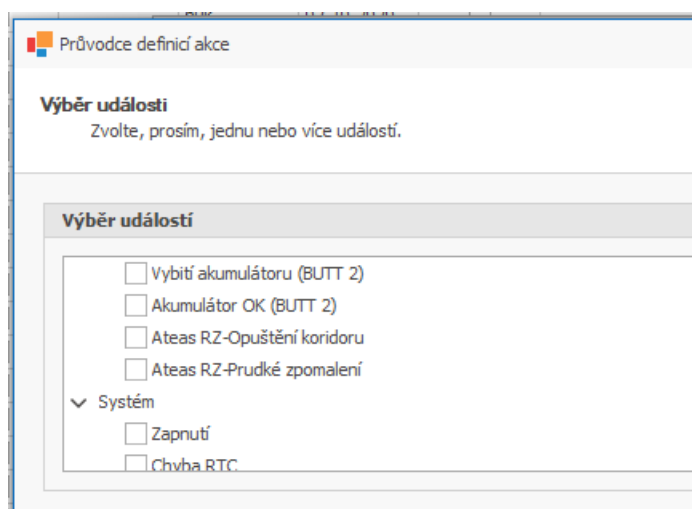 Průvodce definicí akce
Výběr události
Zvolte, prosím, jednu nebo více událostí.
Výběr událostí
Vybití akumulátoru (BUTT 2)
Akumulátor OK (BUTT 2)
Ateas RZ-Opuštění koridoru
Ateas RZ-Prudké zpomalení
Systém
Zapnutí
Chyba RTC